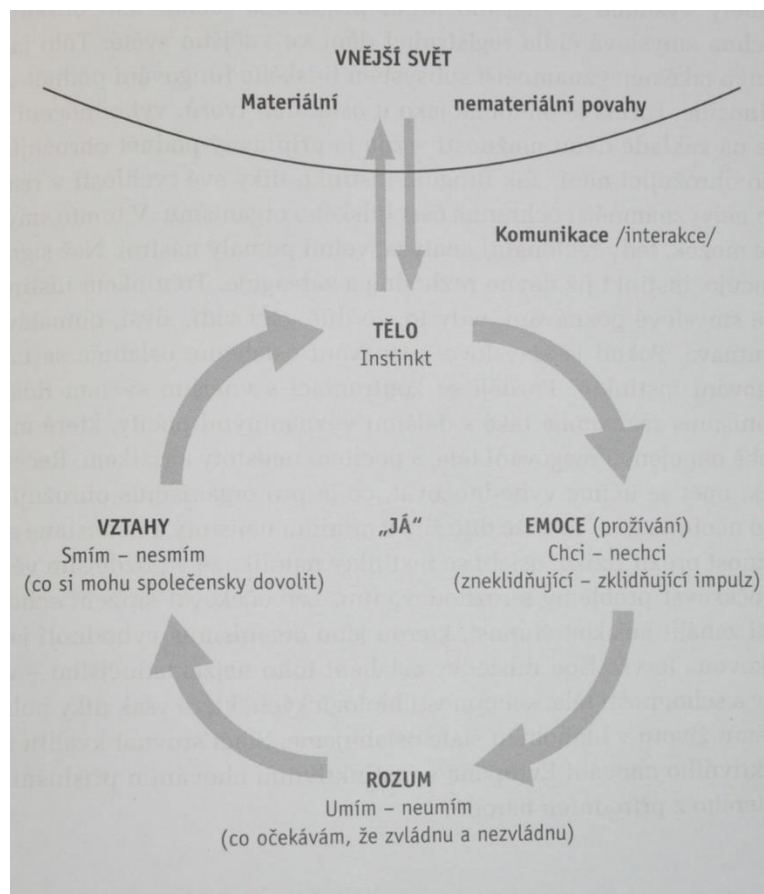 VNĚJŠÍ SVĚT
Materiální nemateriální povahy
Komunikace /interakce/
TĚLO
Instinkt
VZTAHY
Smím – nesmím
(co si mohu společensky dovolit)
„JÁ“
EMOCE (prožívání)
Chci – nechci
(zneklidňující – zklidňující impulz)
ROZUM
Umím – neumím
(co očekávám, že zvládnu a nezvládnu)